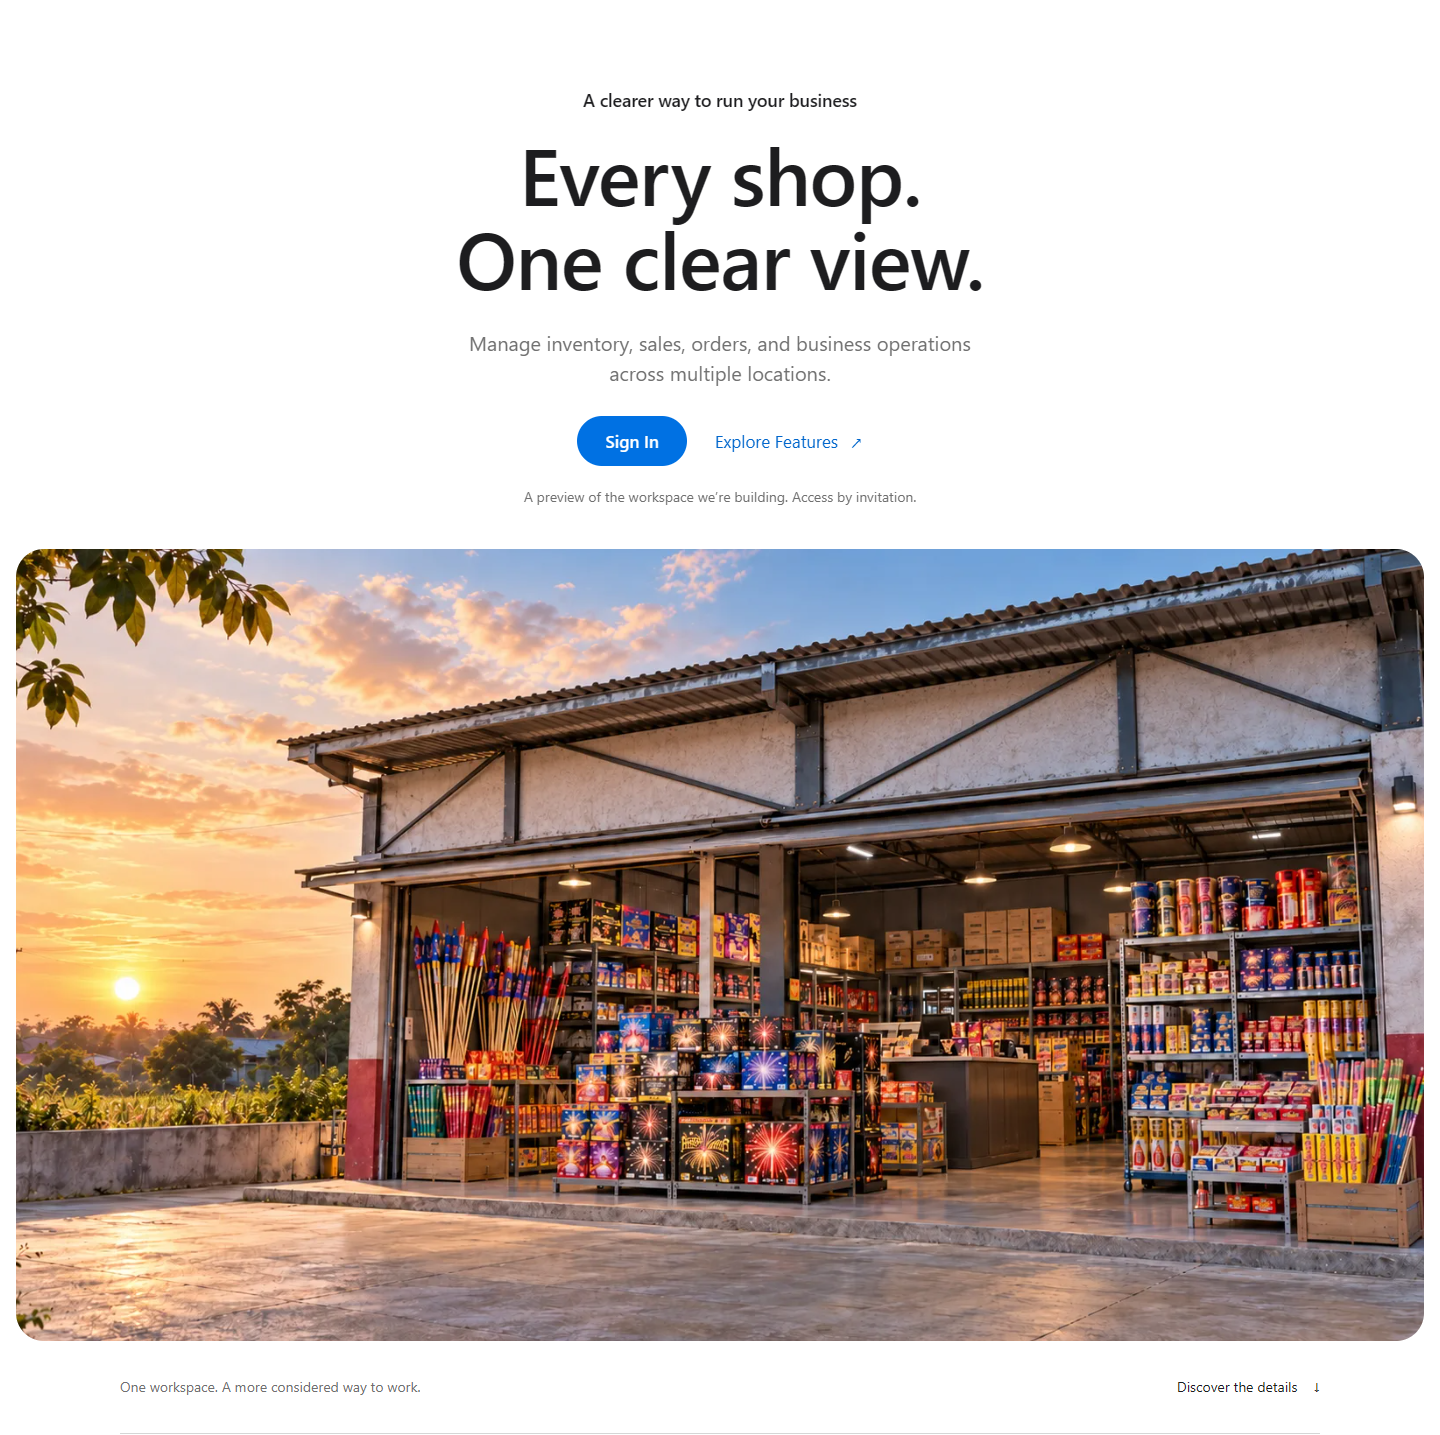 A clearer way to run your business
Every shop.
One clear view.
Manage inventory, sales, orders, and business operations
across multiple locations.
Sign In
Explore Features ↗
A preview of the workspace we're building. Access by invitation.
One workspace. A more considered way to work.
Discover the details ↓